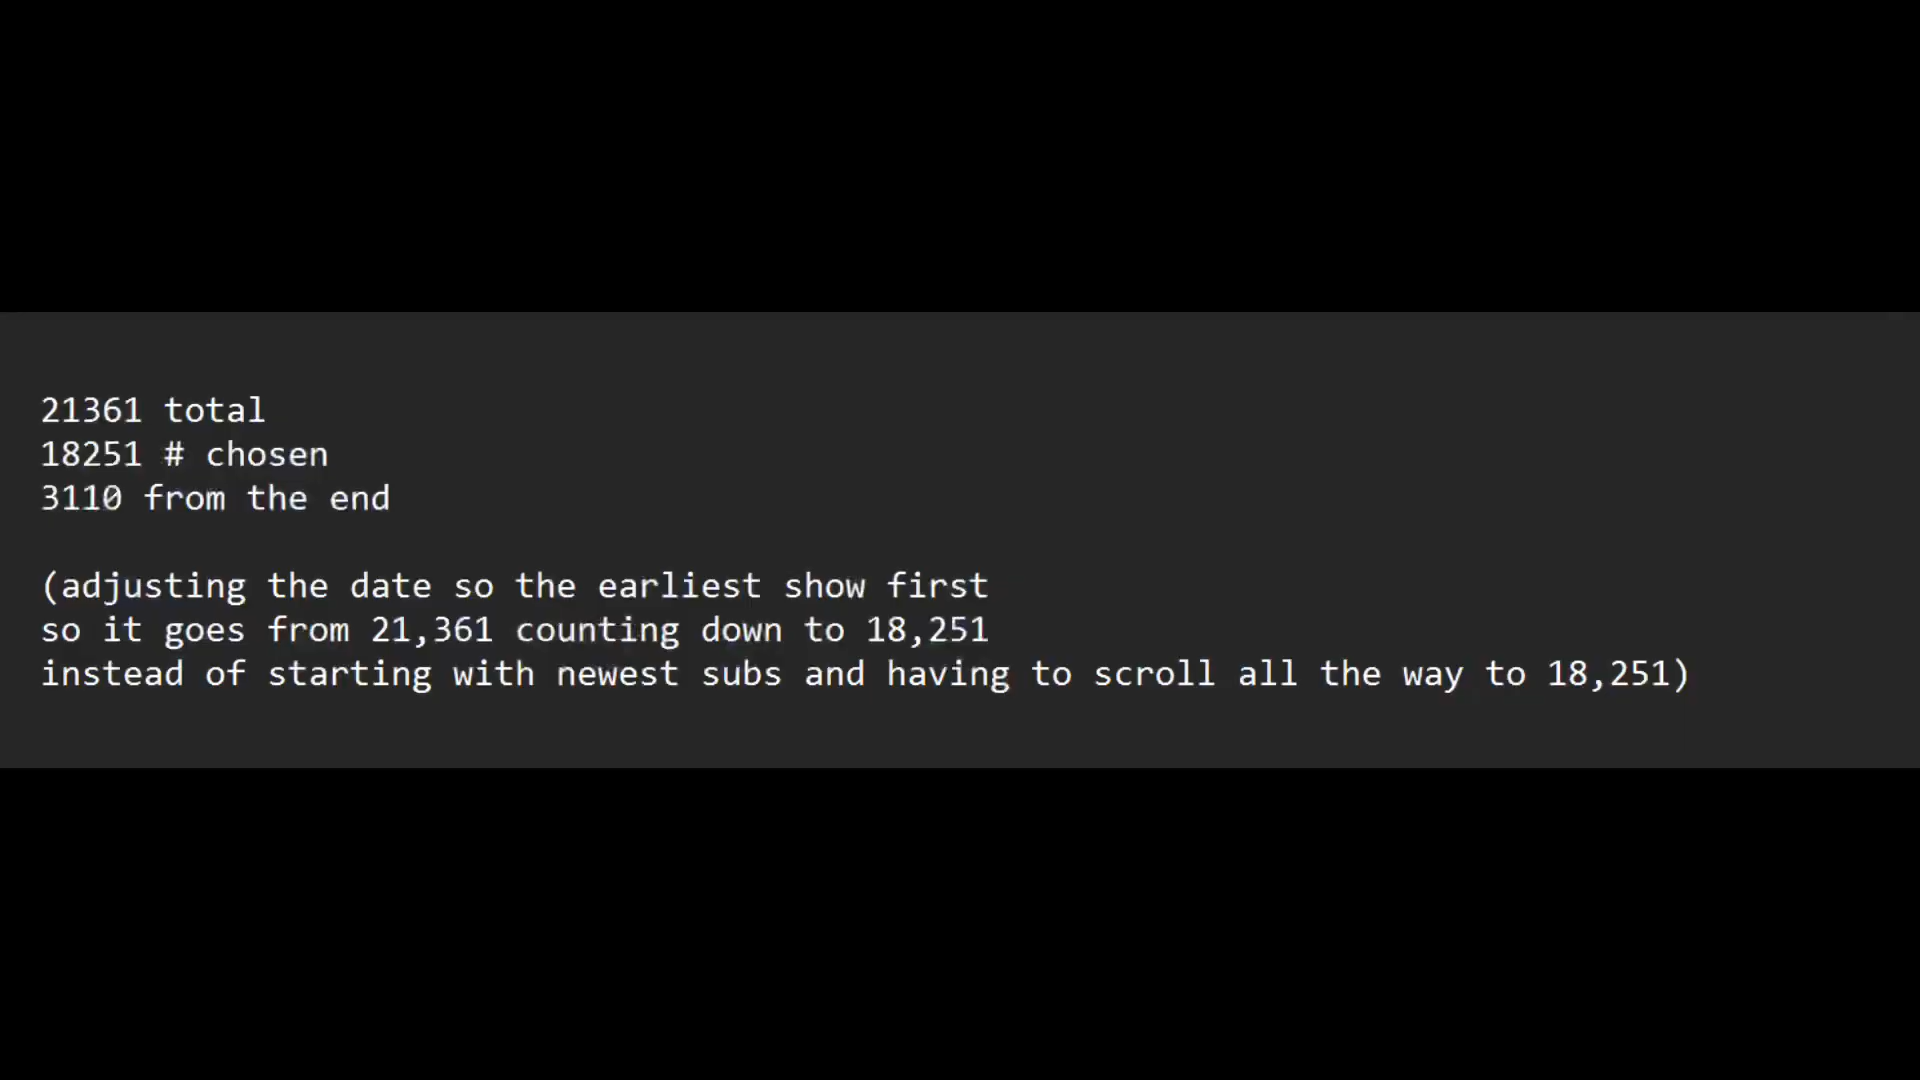 21361 total
18251 # chosen
3110 from the end
(adjusting the date so the earliest show first
so it goes from 21,361 counting down to 18,251
instead of starting with newest subs and having to scroll all the way to 18,251)